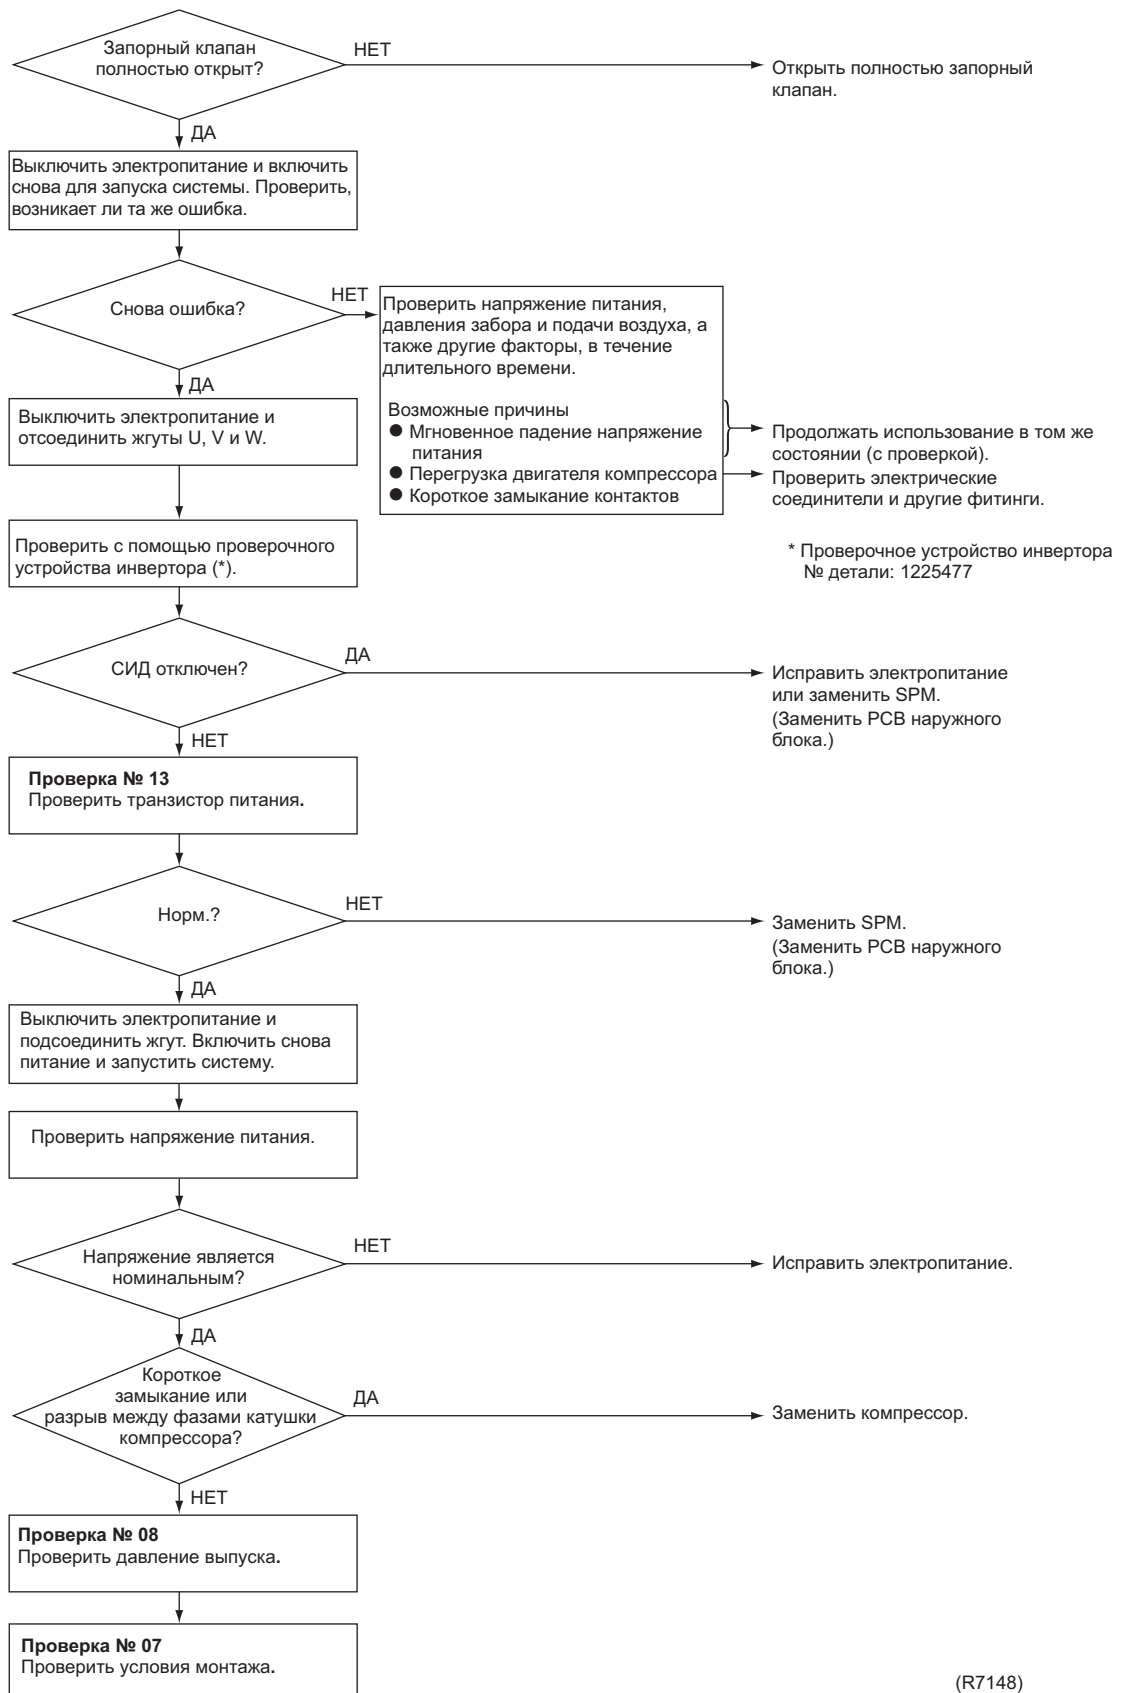 Запорный клапан
полностью открыт?
НЕТ
Открыть полностью запорный
клапан.
ДА
Выключить электропитание и включить
снова для запуска системы. Проверить,
возникает ли та же ошибка.
Снова ошибка?
НЕТ
Проверить напряжение питания,
давления забора и подачи воздуха, а
также другие факторы, в течение
длительного времени.
Возможные причины
● Мгновенное падение напряжение
питания
● Перегрузка двигателя компрессора
● Короткое замыкание контактов
Продолжать использование в том же
состоянии (с проверкой).
Проверить электрические
соединители и другие фитинги.
ДА
Выключить электропитание и
отсоединить жгуты U, V и W.
Проверить с помощью проверочного
устройства инвертора (*).
* Проверочное устройство инвертора
№ детали: 1225477
СИД отключен?
ДА
Исправить электропитание
или заменить SPM.
(Заменить PCB наружного
блока.)
НЕТ
Проверка № 13
Проверить транзистор питания.
Норм.?
НЕТ
Заменить SPM.
(Заменить PCB наружного
блока.)
ДА
Выключить электропитание и
подсоединить жгут. Включить снова
питание и запустить систему.
Проверить напряжение питания.
Напряжение является
номинальным?
НЕТ
Исправить электропитание.
ДА
Короткое
замыкание или
разрыв между фазами катушки
компрессора?
ДА
Заменить компрессор.
НЕТ
Проверка № 08
Проверить давление выпуска.
Проверка № 07
Проверить условия монтажа.
(R7148)